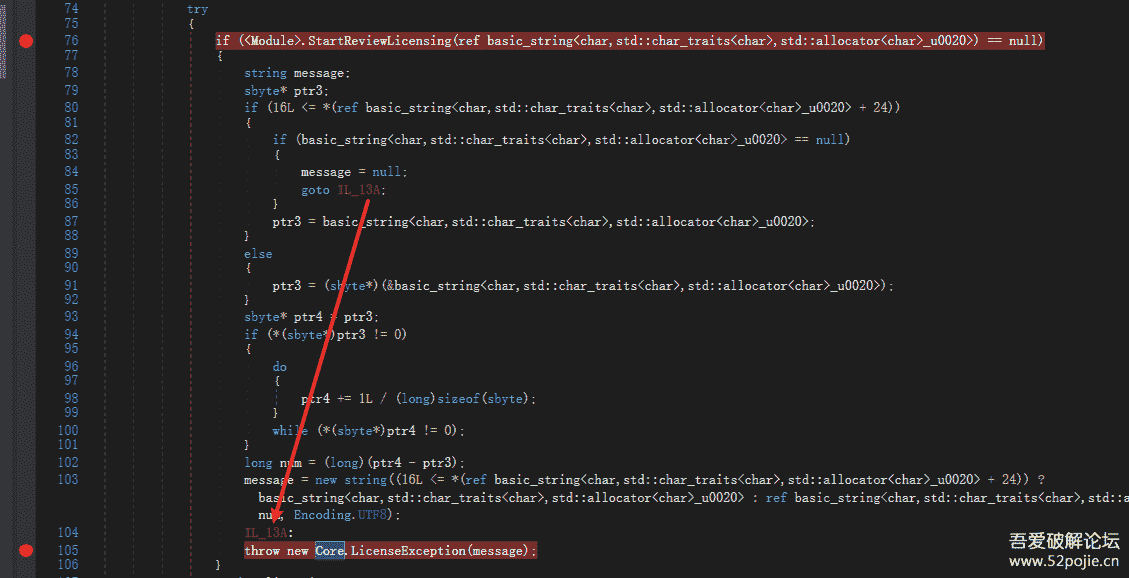 74 try
75 {
76 if (<Module>.StartReviewLicensing(ref basic_string<char,std::char_traits<char>,std::allocator<char>_u0020>) == null)
77 {
78 string message;
79 sbyte* ptr3;
80 if (16L <= *(ref basic_string<char,std::char_traits<char>,std::allocator<char>_u0020> + 24))
81 {
82 if (basic_string<char,std::char_traits<char>,std::allocator<char>_u0020> == null)
83 {
84 message = null;
85 goto IL_13A;
86 }
87 ptr3 = basic_string<char,std::char_traits<char>,std::allocator<char>_u0020>;
88 }
89 else
90 {
91 ptr3 = (sbyte*)(&basic_string<char,std::char_traits<char>,std::allocator<char>_u0020>);
92 }
93 sbyte* ptr4 = ptr3;
94 if (*(sbyte*)ptr3 != 0)
95 {
96 do
97 {
98 ptr4 += 1L / (long)sizeof(sbyte);
99 }
100 while (*(sbyte*)ptr4 != 0);
101 }
102 long num = (long)(ptr4 - ptr3);
103 message = new string((16L <= *(ref basic_string<char,std::char_traits<char>,std::allocator<char>_u0020> + 24)) ?
basic_string<char,std::char_traits<char>,std::allocator<char>_u0020> : ref basic_string<char,std::char_traits<char>,std::a
num, Encoding.UTF8);
104 IL_13A:
105 throw new Core.LicenseException(message);
106 }
吾爱破解论坛
www.52pojie.cn